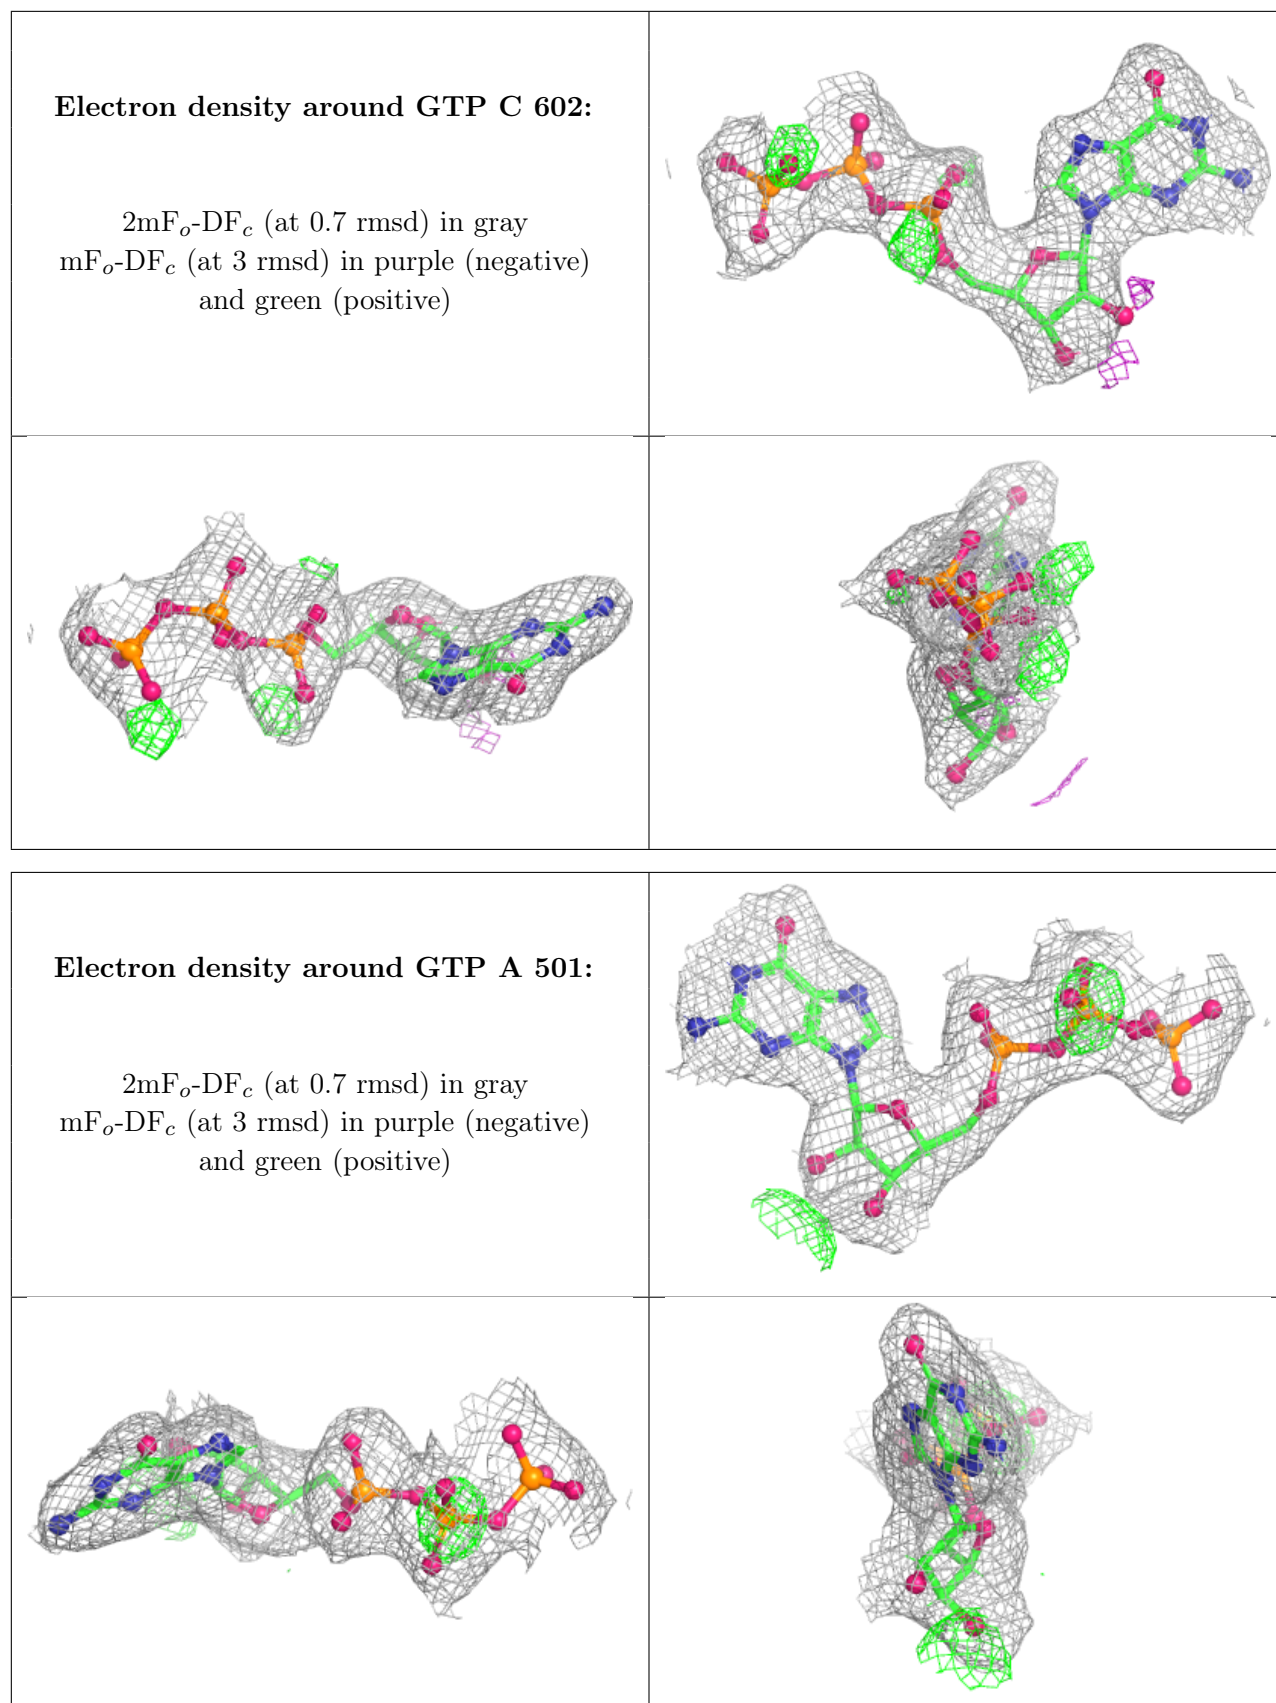 Electron density around GTP C 602:
2mFₒ-DF𝒸 (at 0.7 rmsd) in gray
mFₒ-DF𝒸 (at 3 rmsd) in purple (negative)
and green (positive)
Electron density around GTP A 501:
2mFₒ-DF𝒸 (at 0.7 rmsd) in gray
mFₒ-DF𝒸 (at 3 rmsd) in purple (negative)
and green (positive)